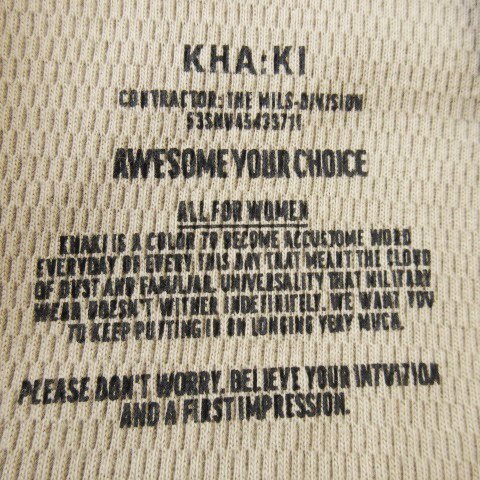 KHA:KI
CONTRACTOR: THE MILS-DIVISION
AWESOME YOUR CHOICE
ALL FOR WOMEN
KHAKI IS A COLOR TO BECOME ACCUSTOME WORD
EVERYDAY OR EVERY THIS DAY THAT MEANT THE CLOUD
OF DUST AND FAMILIAR. UNIVERSALITY THAT MILITARY
WEAR DOESN'T WITHER INDEFINITELY. WE WANT YOU
TO KEEP PUTTING IN ON LONGING VERY MUCH.
PLEASE DON'T WORRY. BELIEVE YOUR INTVIZIOA
AND A FIRST IMPRESSION.